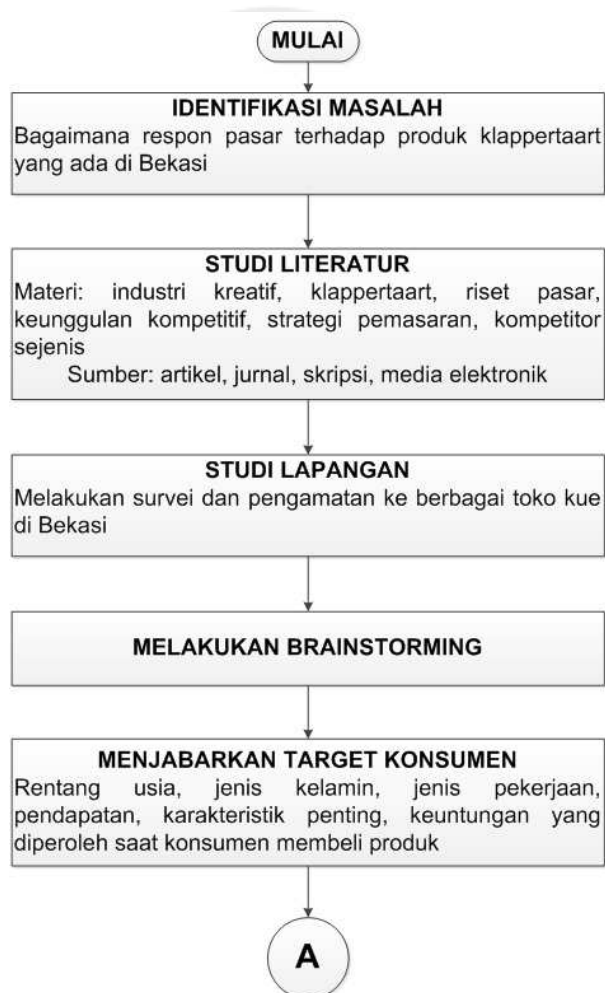 MULAI
IDENTIFIKASI MASALAH
Bagaimana respon pasar terhadap produk klappertaart
yang ada di Bekasi
STUDI LITERATUR
Materi: industri kreatif, klappertaart, riset pasar,
keunggulan kompetitif, strategi pemasaran, kompetitor
sejenis
Sumber: artikel, jurnal, skripsi, media elektronik
STUDI LAPANGAN
Melakukan survei dan pengamatan ke berbagai toko kue
di Bekasi
MELAKUKAN BRAINSTORMING
MENJABARKAN TARGET KONSUMEN
Rentang usia, jenis kelamin, jenis pekerjaan,
pendapatan, karakteristik penting, keuntungan yang
diperoleh saat konsumen membeli produk
A